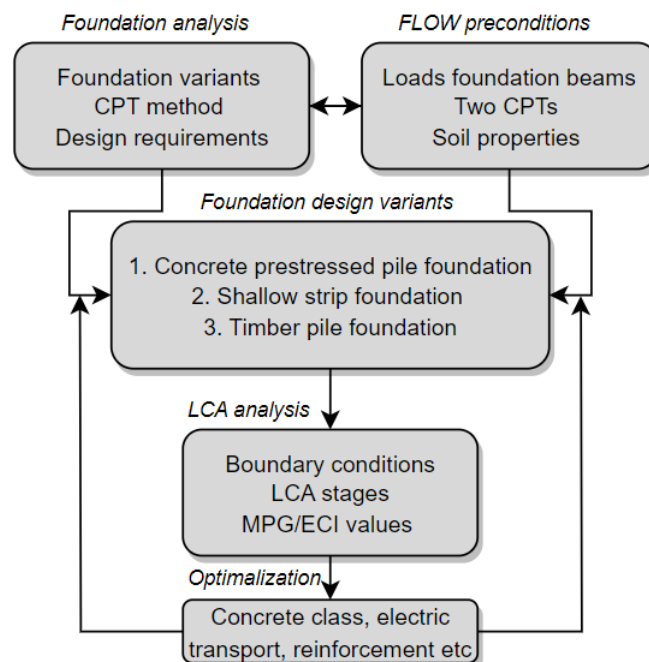 Foundation analysis
Foundation variants
CPT method
Design requirements
FLOW preconditions
Loads foundation beams
Two CPTs
Soil properties
Foundation design variants
1. Concrete prestressed pile foundation
2. Shallow strip foundation
3. Timber pile foundation
LCA analysis
Boundary conditions
LCA stages
MPG/ECI values
Optimalization
Concrete class, electric
transport, reinforcement etc